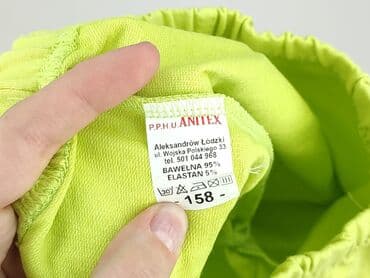 P.P.H.U. ANITEX
Aleksandrów Łódzki
ul. Wojska Polskiego 33
tel. 501 044 968
BAWEŁNA 95%
ELASTAN 5%
- 158 -